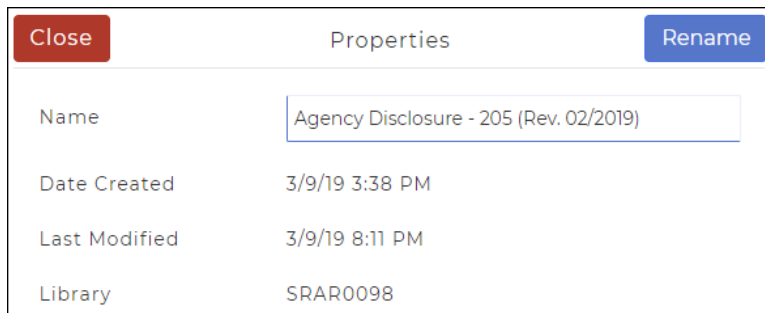 Close Properties Rename
Name Agency Disclosure - 205 (Rev. 02/2019)
Date Created 3/9/19 3:38 PM
Last Modified 3/9/19 8:11 PM
Library SRAR0098